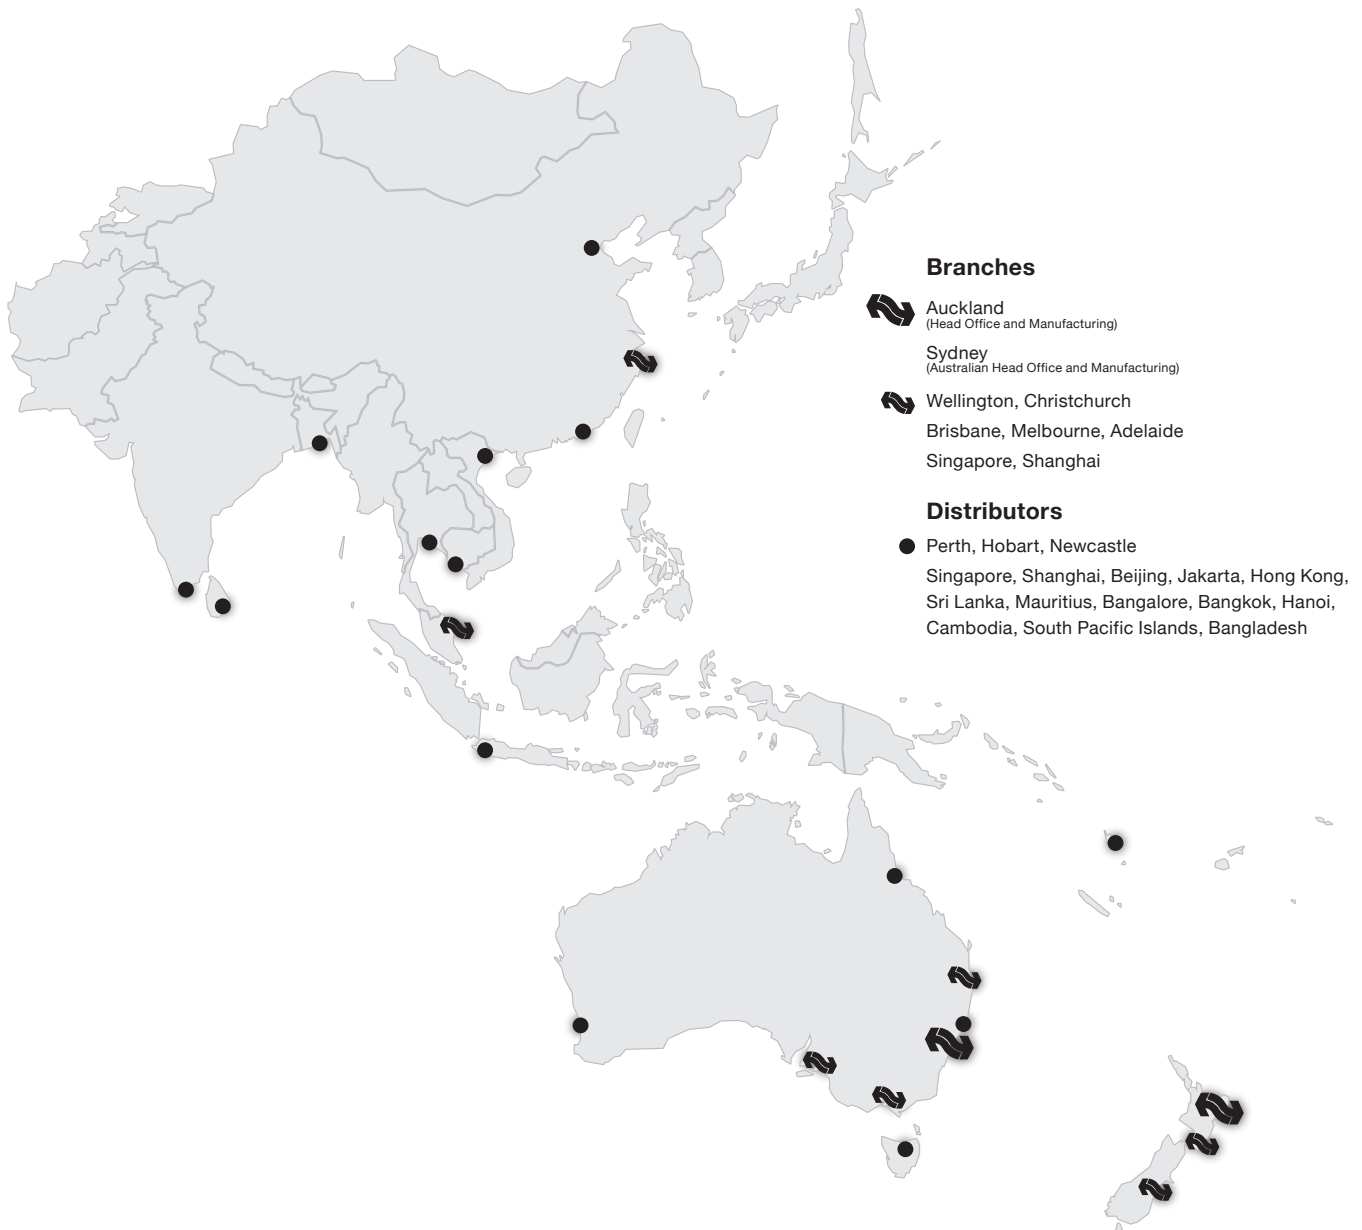 Branches
Auckland
(Head Office and Manufacturing)
Sydney
(Australian Head Office and Manufacturing)
Wellington, Christchurch
Brisbane, Melbourne, Adelaide
Singapore, Shanghai
Distributors
Perth, Hobart, Newcastle
Singapore, Shanghai, Beijing, Jakarta, Hong Kong,
Sri Lanka, Mauritius, Bangalore, Bangkok, Hanoi,
Cambodia, South Pacific Islands, Bangladesh